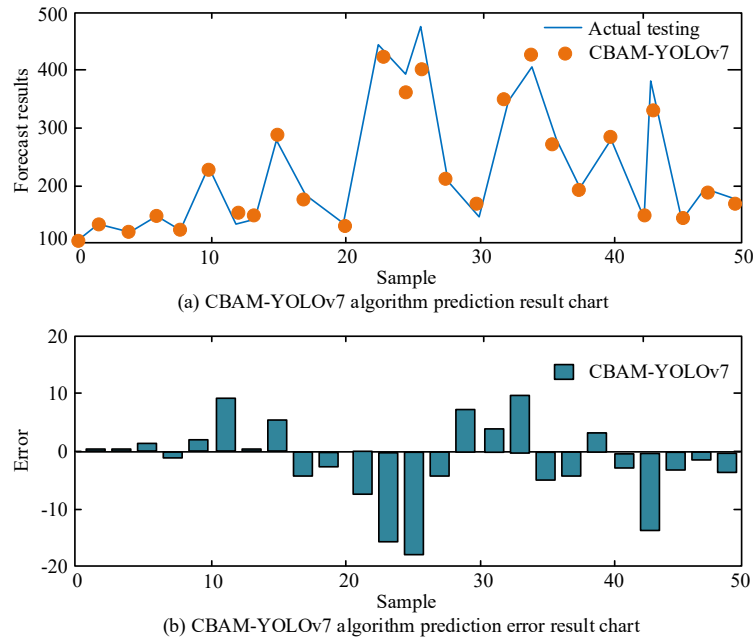 500
400
300
200
100
Forecast results
Actual testing
CBAM-YOLOv7
0 10 20 30 40 50
Sample
(a) CBAM-YOLOv7 algorithm prediction result chart
20
10
0
-10
-20
Error
CBAM-YOLOv7
0 10 20 30 40 50
Sample
(b) CBAM-YOLOv7 algorithm prediction error result chart